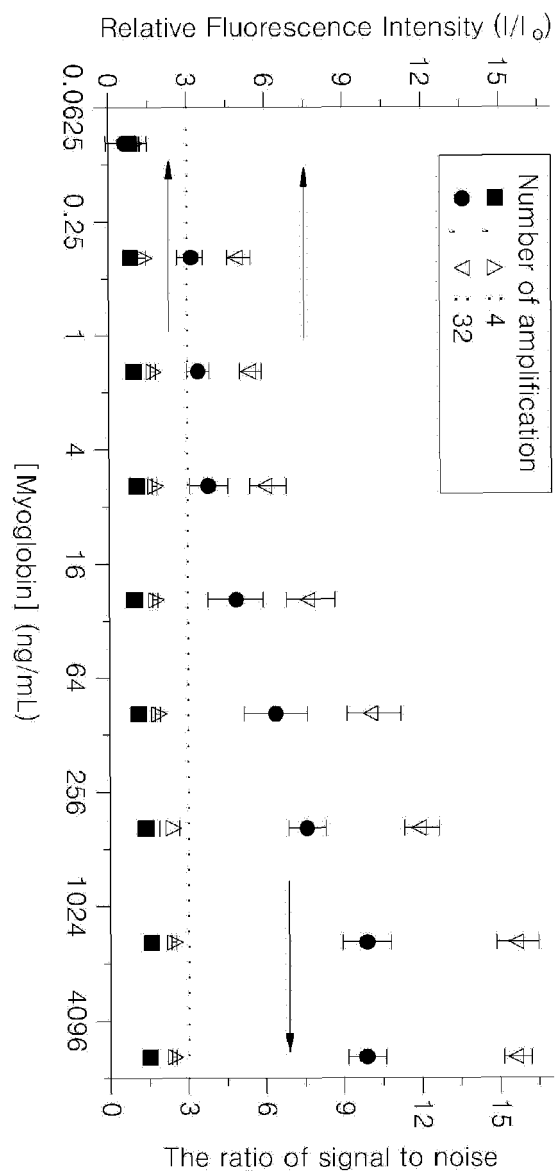 Relative Fluorescence Intensity (I/I₀)
15
12
9
6
3
0
Number of amplification
■ , ▽ : 4
● , △ : 32
15
12
9
6
3
0
The ratio of signal to noise
0.0625 0.25 1 4 16 64 256 1024 4096
[Myoglobin] (ng/mL)